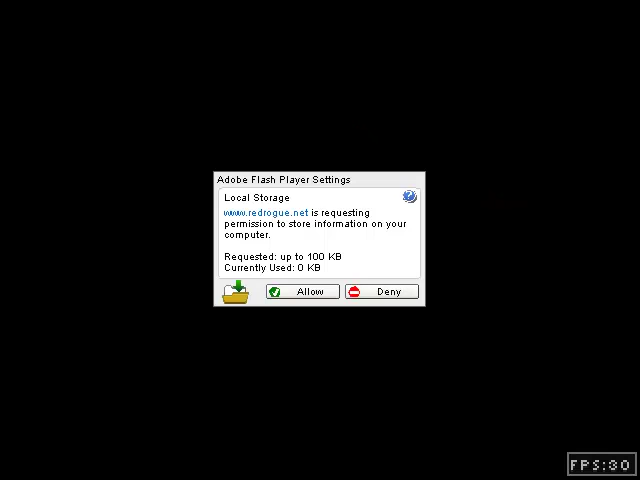 Adobe Flash Player Settings
Local Storage
www.redrogue.net is requesting
permission to store information on your
computer.
Requested: up to 100 KB
Currently Used: 0 KB
Allow
Deny
FPS:30